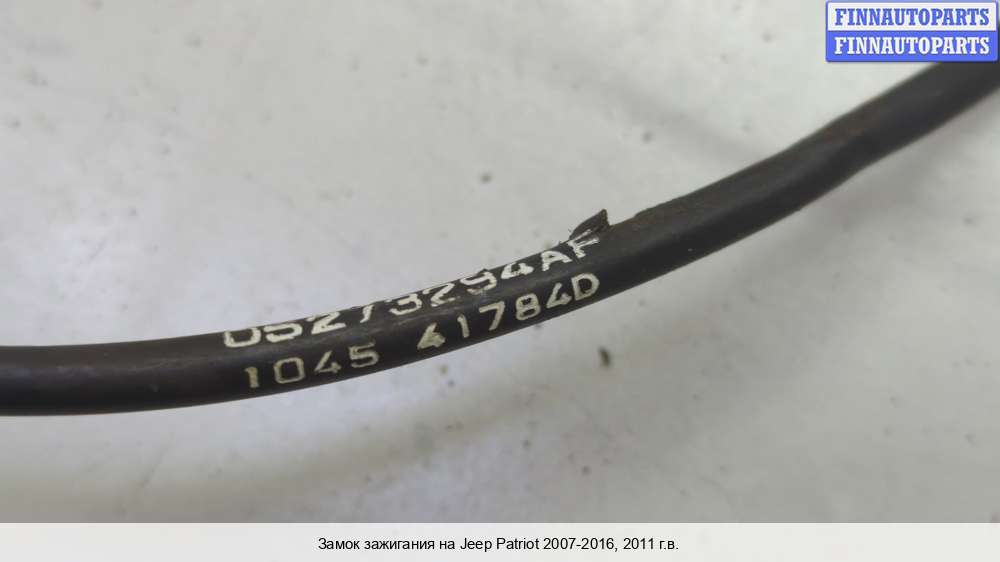 FINNAUTOPARTS
FINNAUTOPARTS
05273294AF
1045 41784D
Замок зажигания на Jeep Patriot 2007-2016, 2011 г.в.